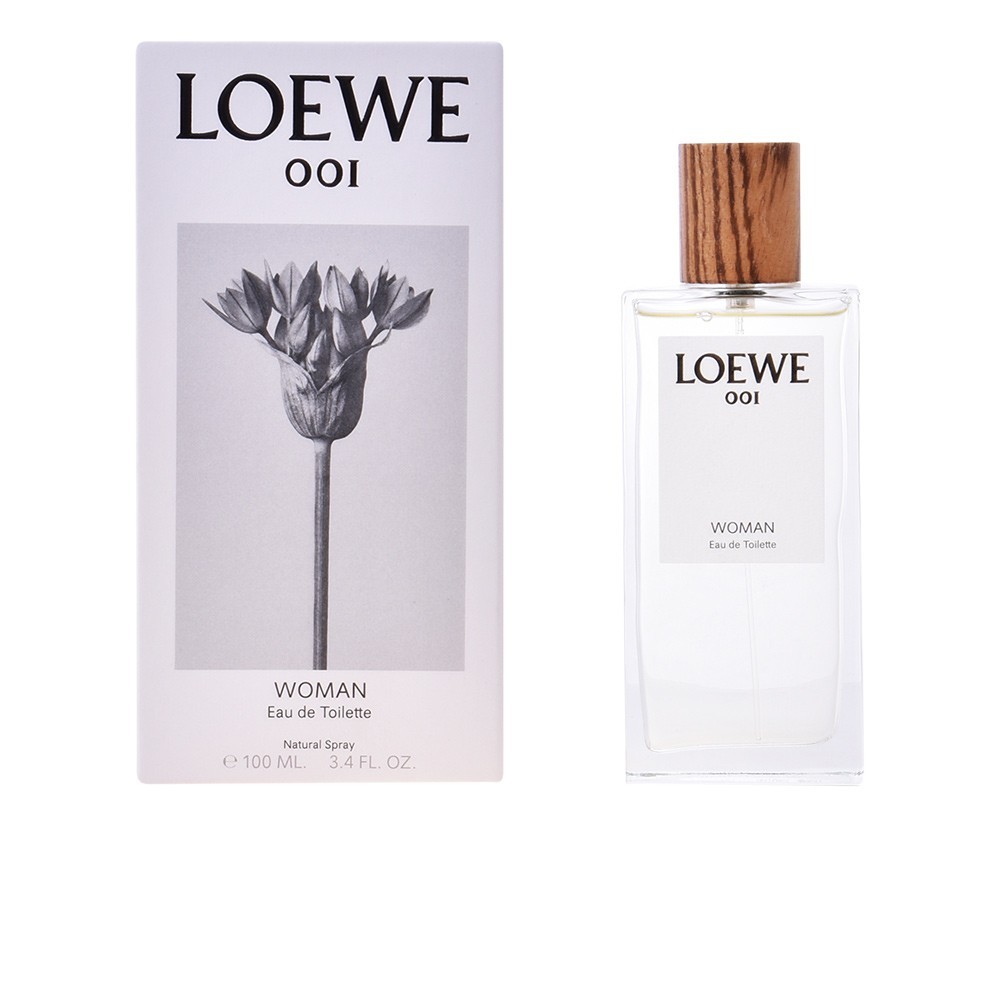 LOEWE
001
WOMAN
Eau de Toilette
Natural Spray
℮ 100 ML. 3.4 FL. OZ.
LOEWE
001
WOMAN
Eau de Toilette